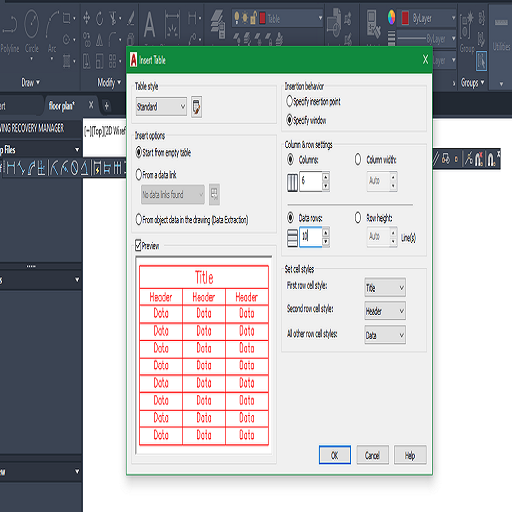 Polyline
Circle
Arc
Table
ByLayer
ByLayer
ByLayer
Group
Utilities
Draw
Modify
Groups
floor plan*
[-][Top][2D Wiref
VING RECOVERY MANAGER
p Files
Insert Table
Table style
Standard
Insert options
Start from empty table
From a data link
No data links found
From object data in the drawing (Data Extraction)
Preview
Title
Header Header Header
Data Data Data
Data Data Data
Data Data Data
Data Data Data
Data Data Data
Data Data Data
Data Data Data
Data Data Data
Insertion behavior
Specify insertion point
Specify window
Column & row settings
Columns:
Column width:
6
Auto
Data rows:
Row height:
10
Auto
Line(s)
Set cell styles
First row cell style:
Title
Second row cell style:
Header
All other row cell styles:
Data
OK
Cancel
Help